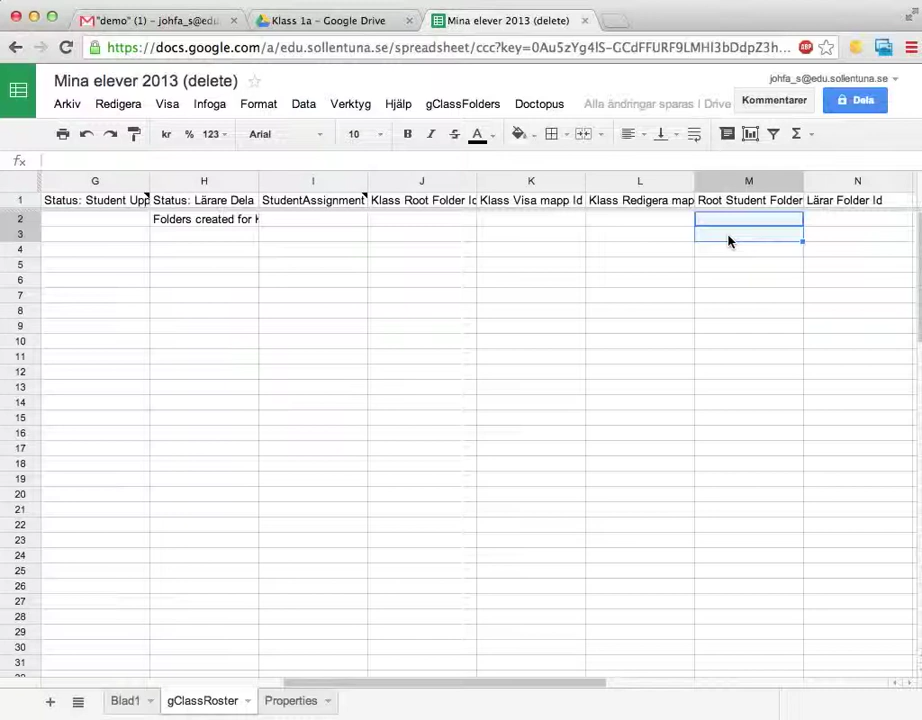 "demo" (1) – johfa_s@edu
Klass 1a – Google Drive
Mina elever 2013 (delete)
https://docs.google.com/a/edu.sollentuna.se/spreadsheet/ccc?key=0Au5zYg4lS-GCdFFURF9LMHI3bDdpZ3h...
ABP
Mina elever 2013 (delete)
johfa_s@edu.sollentuna.se
Arkiv Redigera Visa Infoga Format Data Verktyg Hjälp gClassFolders Doctopus Alla ändringar sparas i Drive Kommentarer Dela
kr % 123 Arial 10 B I S A Σ
fx
G H I J K L M N
1 Status: Student Upp Status: Lärare Dela StudentAssignment Klass Root Folder Id Klass Visa mapp Id Klass Redigera map Root Student Folder Lärar Folder Id
2 Folders created for K
3
4
5
6
7
8
9
10
11
12
13
14
15
16
17
18
19
20
21
22
23
24
25
26
27
28
29
30
31
Blad1 gClassRoster Properties